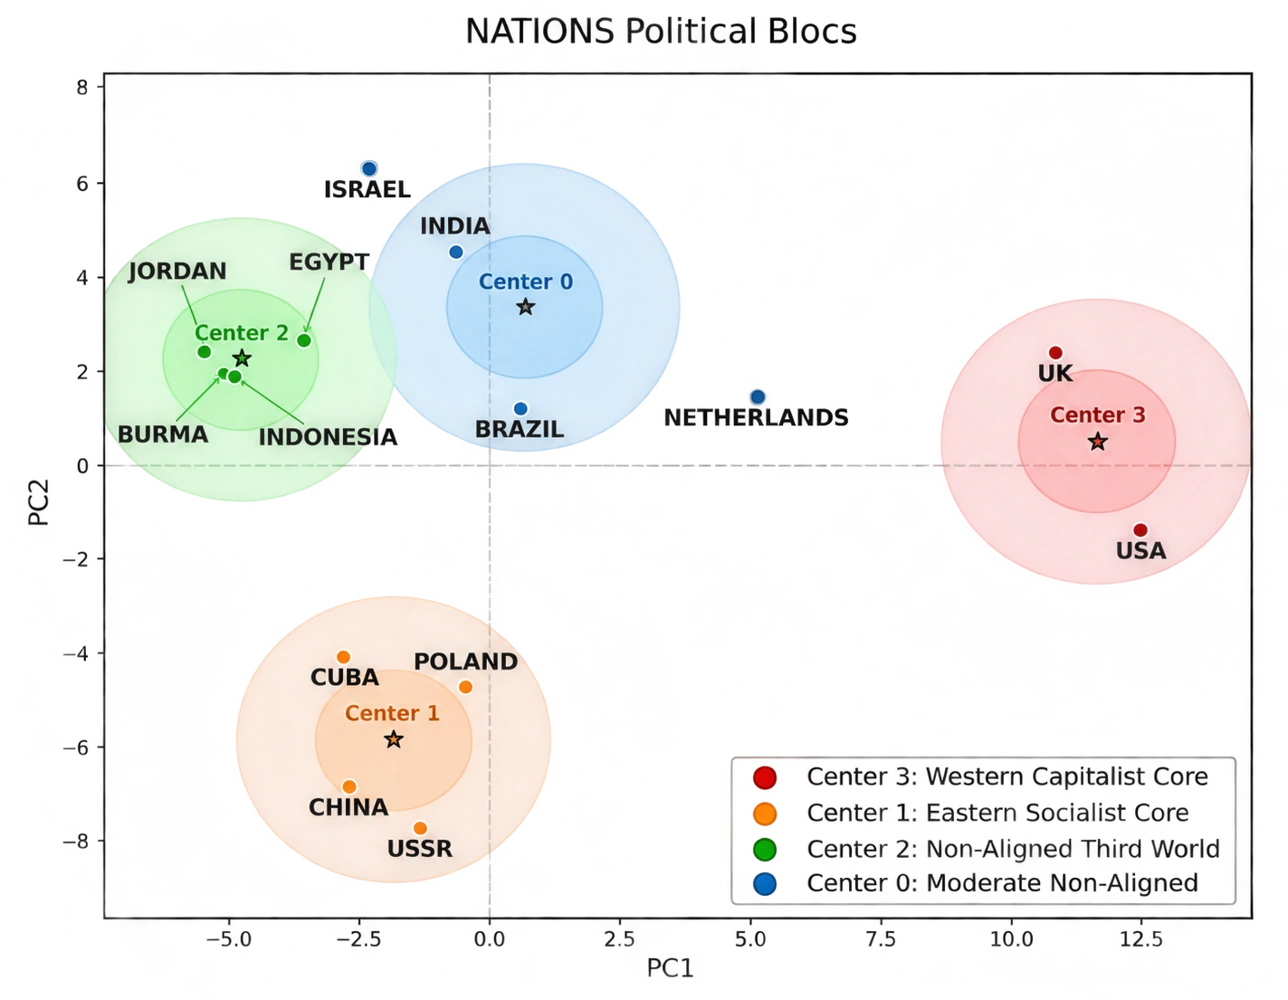 NATIONS Political Blocs
8
6
4
2
0
−2
−4
−6
−8
PC2
ISRAEL
INDIA
JORDAN
EGYPT
Center 0
Center 2
UK
NETHERLANDS
Center 3
BRAZIL
BURMA
INDONESIA
USA
CUBA
POLAND
Center 1
CHINA
USSR
Center 3: Western Capitalist Core
Center 1: Eastern Socialist Core
Center 2: Non-Aligned Third World
Center 0: Moderate Non-Aligned
−5.0 −2.5 0.0 2.5 5.0 7.5 10.0 12.5
PC1